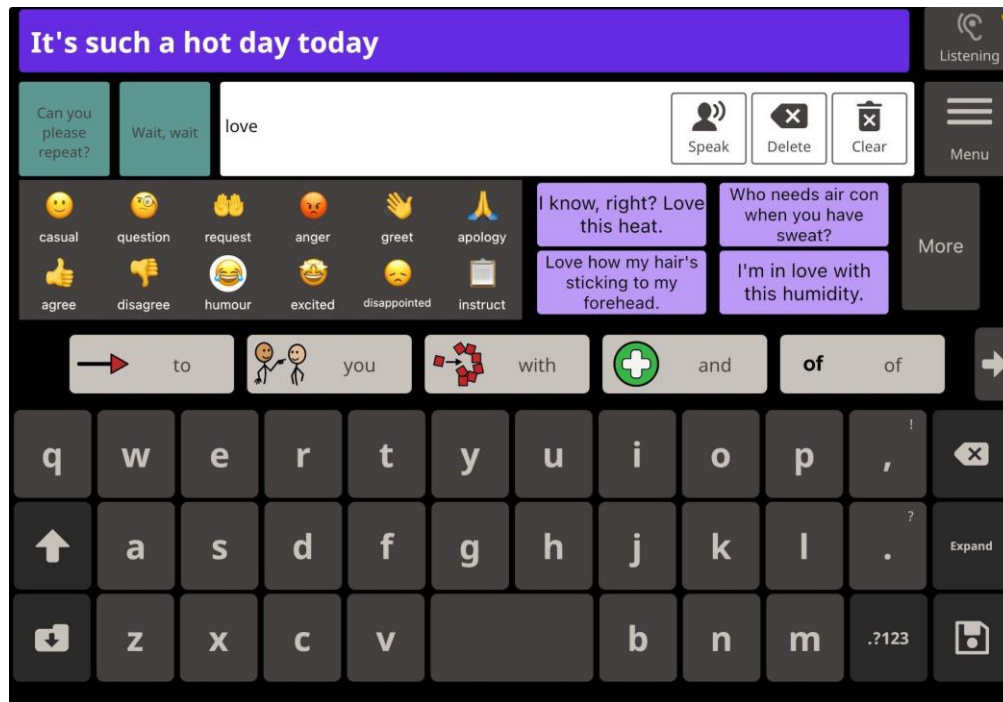 It's such a hot day today
Listening
Can you
please
repeat?
Wait, wait
love
Speak
Delete
Clear
Menu
casual
question
request
anger
greet
apology
agree
disagree
humour
excited
disappointed
instruct
I know, right? Love
this heat.
Who needs air con
when you have
sweat?
Love how my hair's
sticking to my
forehead.
I'm in love with
this humidity.
More
to
you
with
and
of of
q w e r t y u i o p , !
a s d f g h j k l . ?
Expand
z x c v b n m .?123